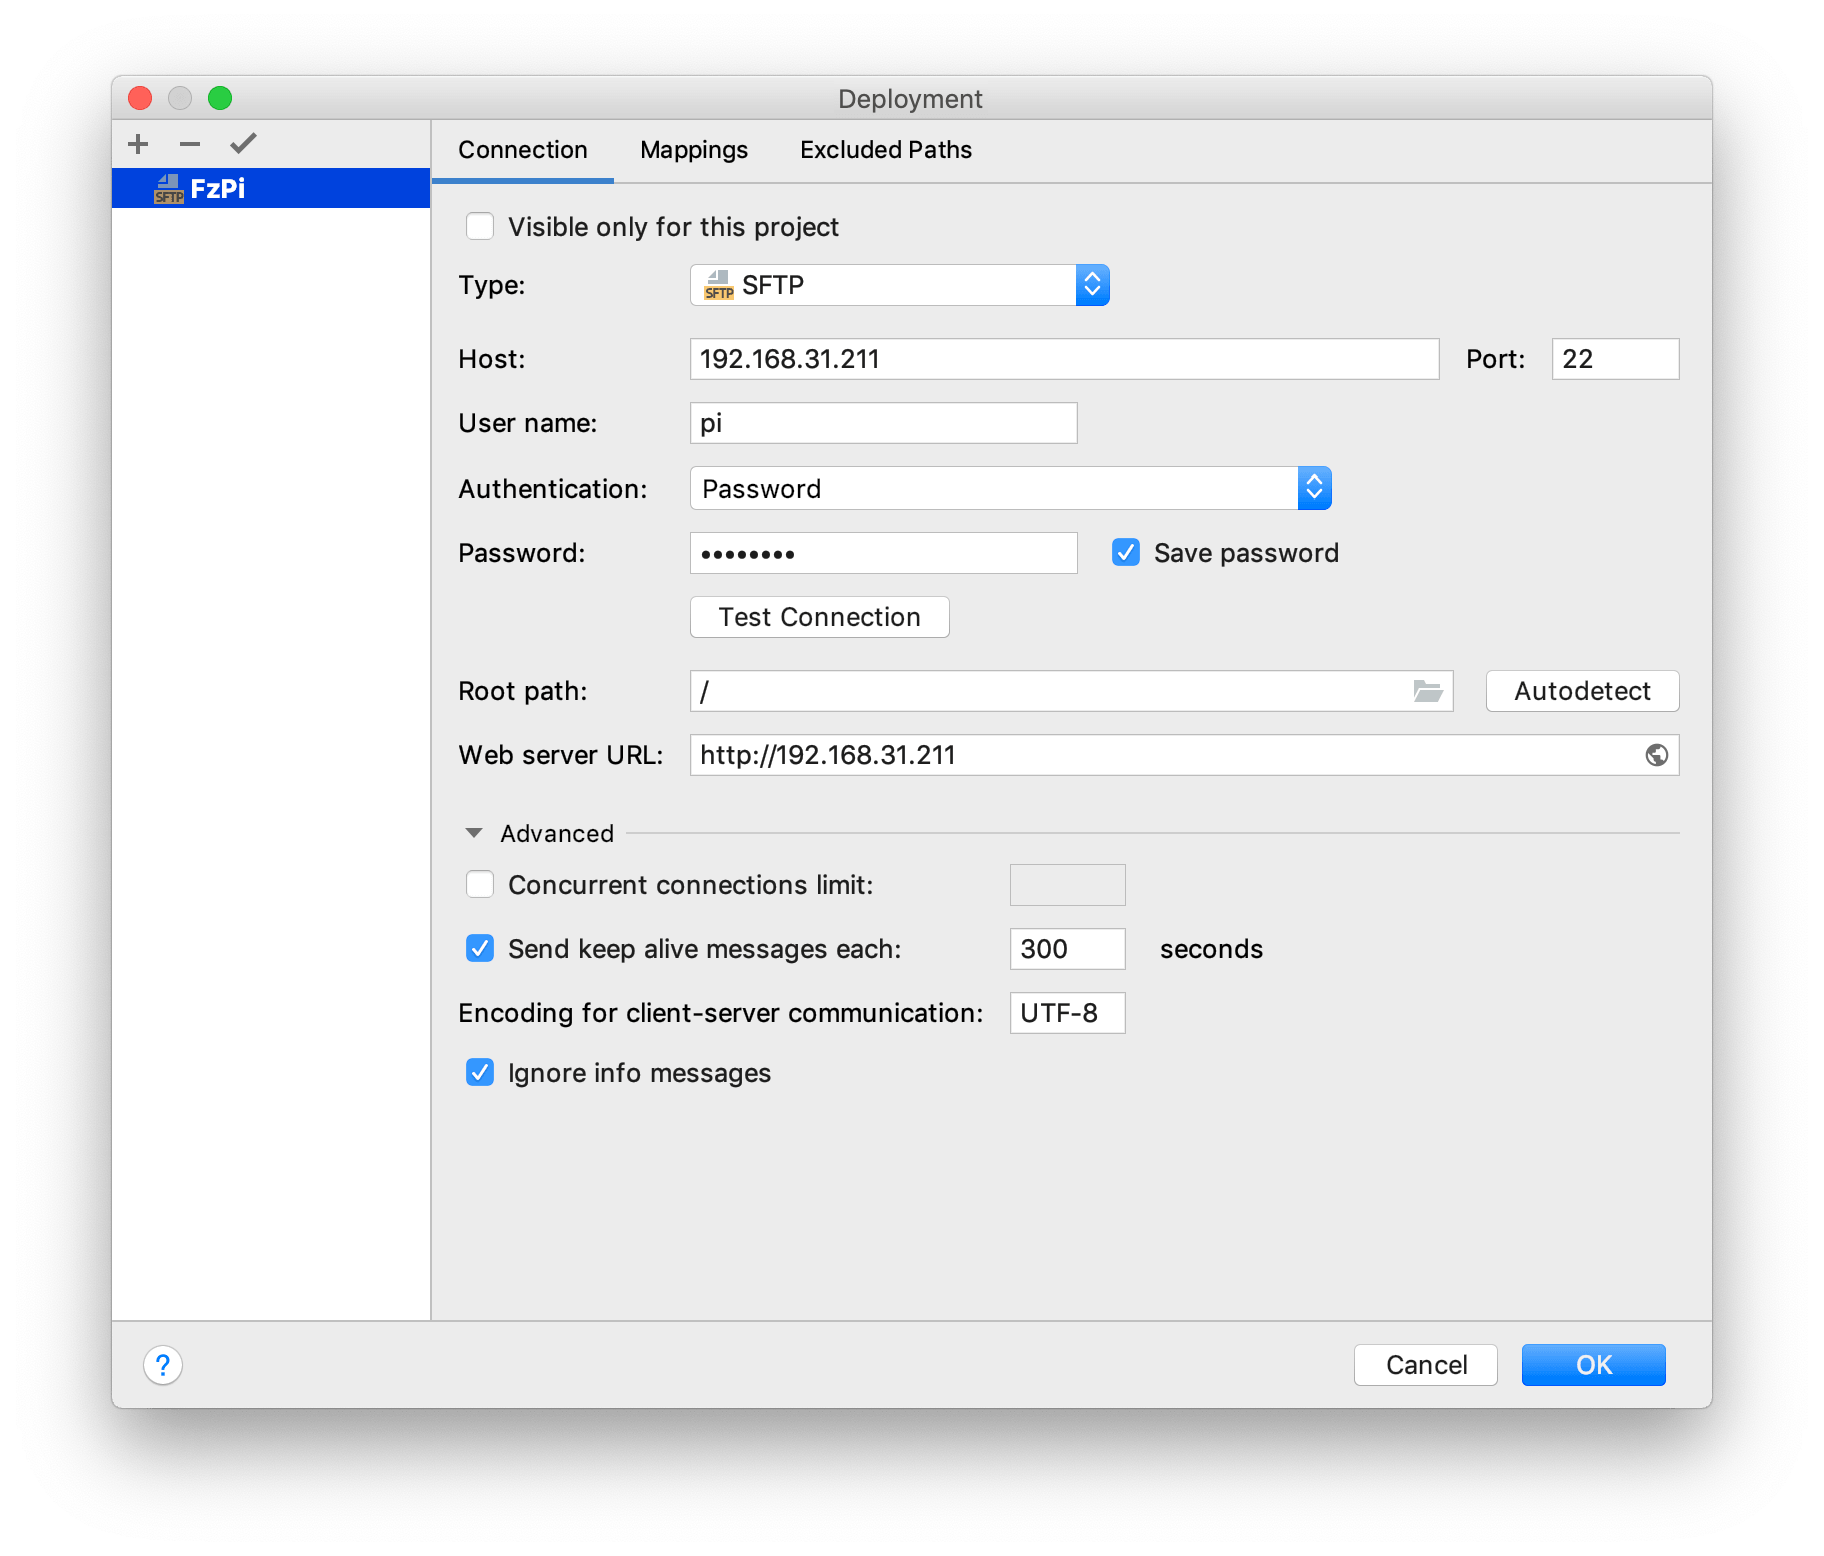 Deployment
Connection Mappings Excluded Paths
SFTP FzPi
Visible only for this project
Type: SFTP SFTP
Host: 192.168.31.211 Port: 22
User name: pi
Authentication: Password
Password: •••••••• Save password
Test Connection
Root path: / Autodetect
Web server URL: http://192.168.31.211
Advanced
Concurrent connections limit:
Send keep alive messages each: 300 seconds
Encoding for client-server communication: UTF-8
Ignore info messages
? Cancel OK